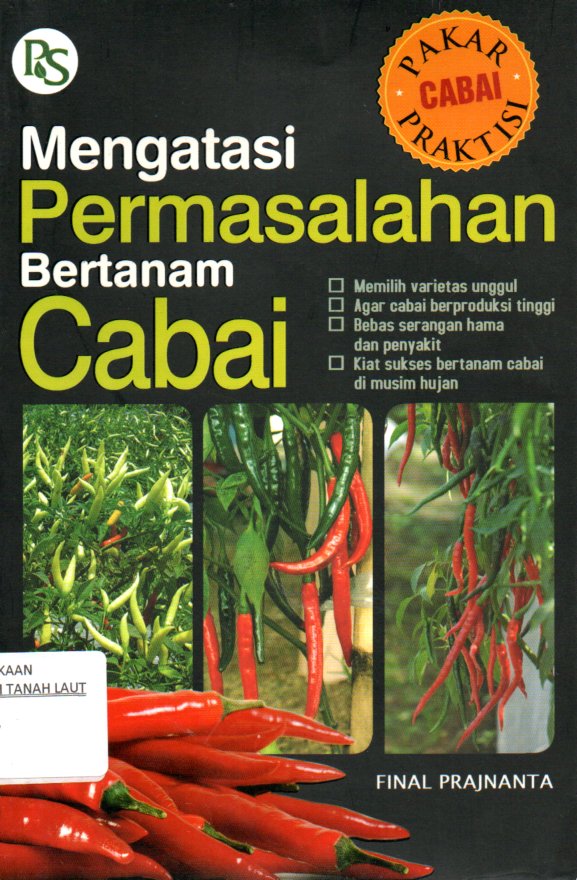 PS
PAKAR
CABAI
PRAKTISI
Mengatasi
Permasalahan
Bertanam
Cabai
Memilih varietas unggul
Agar cabai berproduksi tinggi
Bebas serangan hama
dan penyakit
Kiat sukses bertanam cabai
di musim hujan
KAAN
TANAH LAUT
FINAL PRAJNANTA